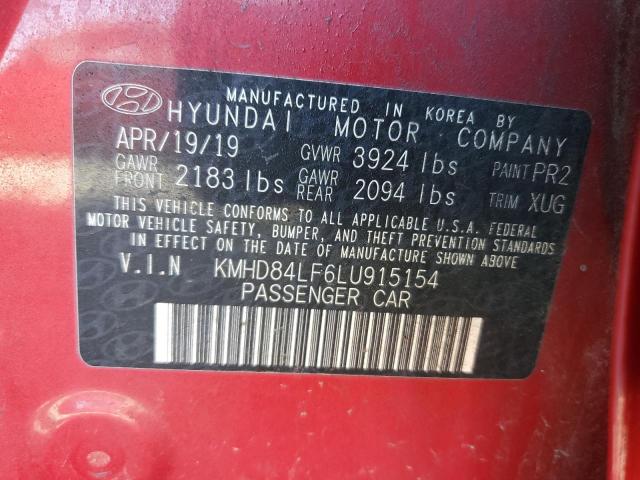 MANUFACTURED IN KOREA BY
HYUNDAI MOTOR COMPANY
APR/19/19 GVWR 3924 lbs PAINT PR2
GAWR FRONT 2183 lbs GAWR REAR 2094 lbs TRIM XUG
THIS VEHICLE CONFORMS TO ALL APPLICABLE U.S.A. FEDERAL
MOTOR VEHICLE SAFETY, BUMPER, AND THEFT PREVENTION STANDARDS
IN EFFECT ON THE DATE OF MANUFACTURE SHOWN ABOVE.
V.I.N KMHD84LF6LU915154
PASSENGER CAR